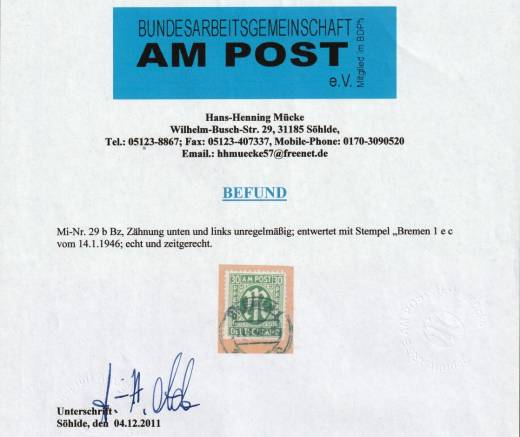 BUNDESARBEITSGEMEINSCHAFT
AM POST
e.V.
Mitglied im BDPh
Hans-Henning Mücke
Wilhelm-Busch-Str. 29, 31185 Söhlde,
Tel.: 05123-8867; Fax: 05123-407337, Mobile-Phone: 0170-3090520
Email.: hhmuecke57@freenet.de
BEFUND
Mi-Nr. 29 b Bz, Zähnung unten und links unregelmäßig; entwertet mit Stempel „Bremen 1 e c
vom 14.1.1946; echt und zeitgerecht.
30 AM POST 30
Unterschrift
Söhlde, den 04.12.2011